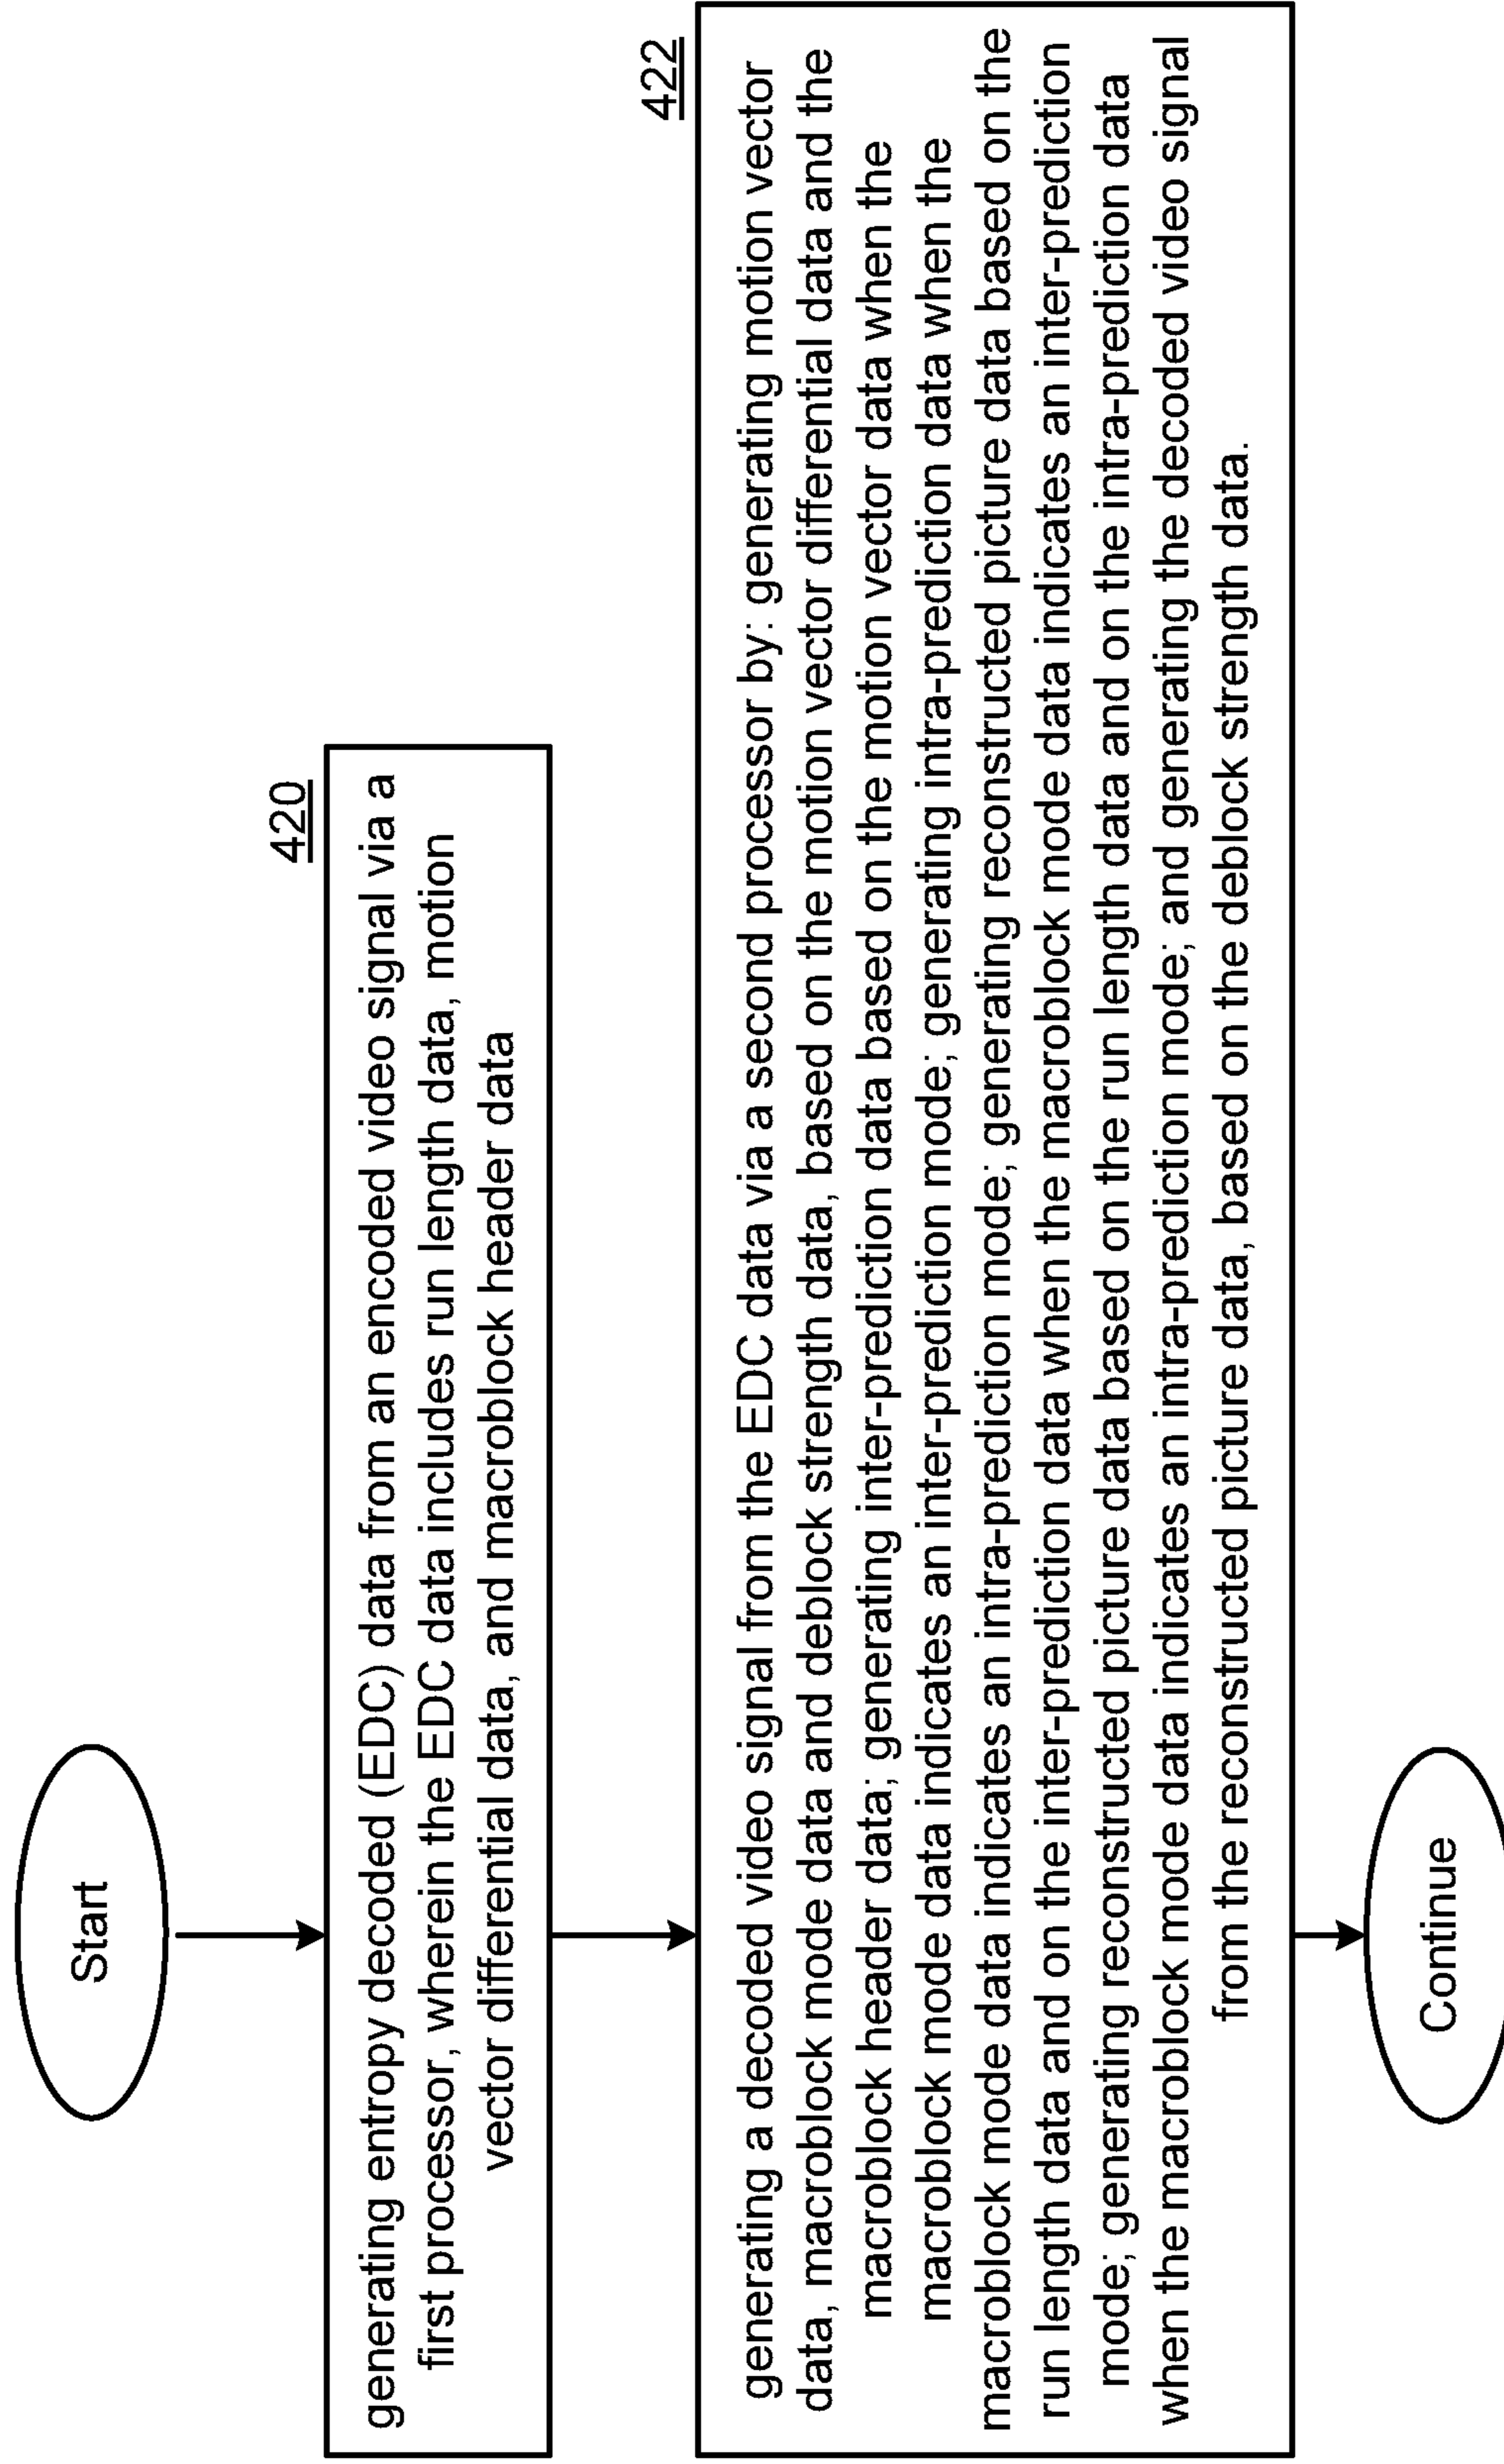 Start
420
generating entropy decoded (EDC) data from an encoded video signal via a
first processor, wherein the EDC data includes run length data, motion
vector differential data, and macroblock header data
422
generating a decoded video signal from the EDC data via a second processor by: generating motion vector
data, macroblock mode data and deblock strength data, based on the motion vector differential data and the
macroblock header data; generating inter-prediction data based on the motion vector data when the
macroblock mode data indicates an inter-prediction mode; generating intra-prediction data when the
macroblock mode data indicates an intra-prediction mode; generating reconstructed picture data based on the
run length data and on the inter-prediction data when the macroblock mode data indicates an inter-prediction
mode; generating reconstructed picture data based on the run length data and on the intra-prediction data
when the macroblock mode data indicates an intra-prediction mode; and generating the decoded video signal
from the reconstructed picture data, based on the deblock strength data.
Continue